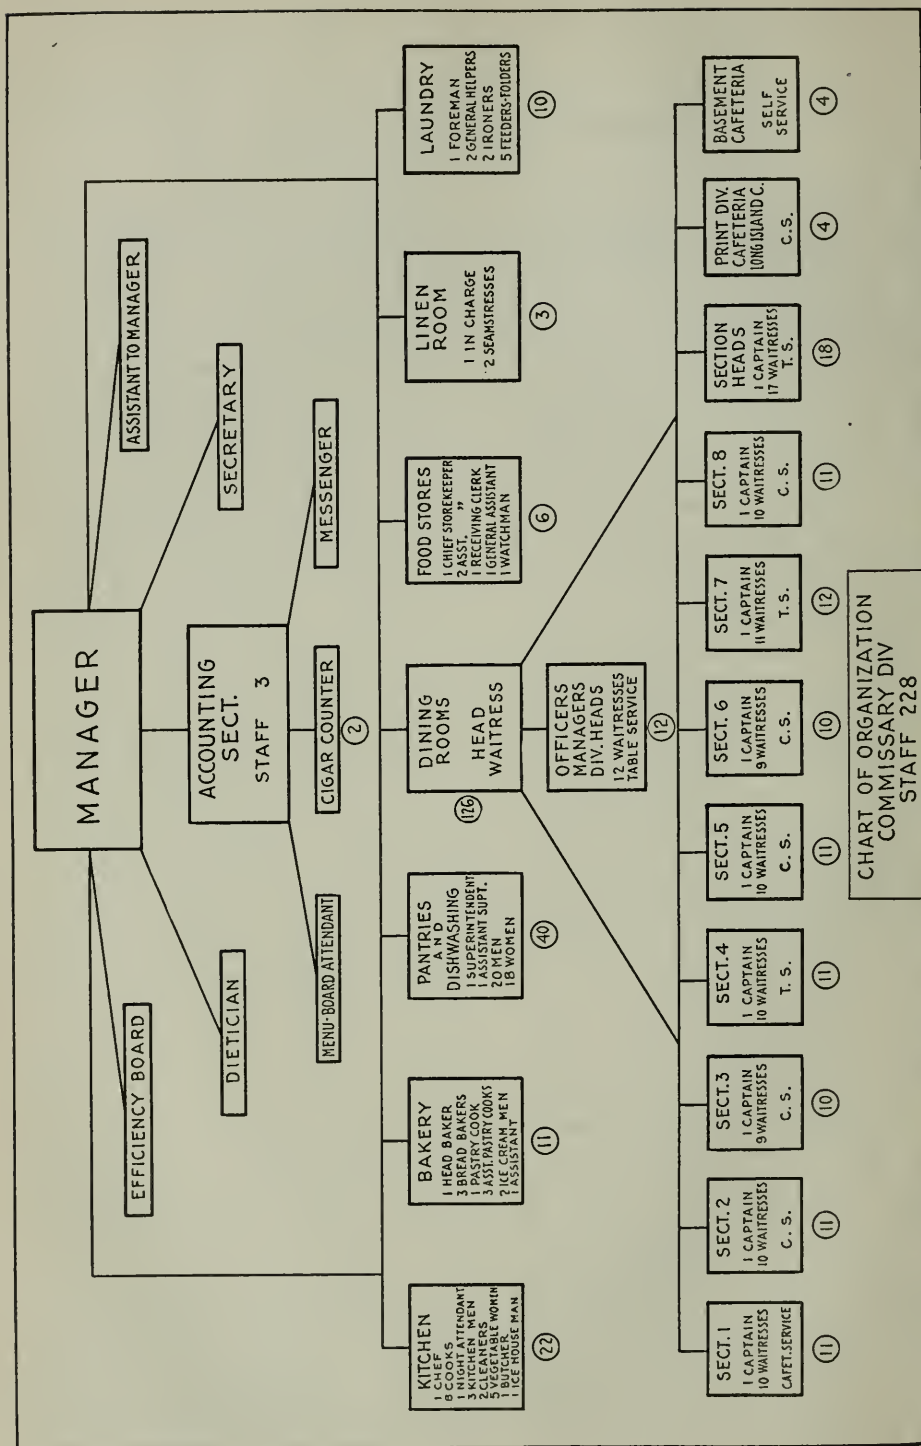 MANAGER
EFFICIENCY BOARD
ASSISTANT TO MANAGER
DIETICIAN
SECRETARY
ACCOUNTING
SECT.
STAFF 3
MENU-BOARD ATTENDANT
CIGAR COUNTER
2
MESSENGER
KITCHEN
1 CHEF
8 COOKS
1 NIGHT ATTENDANT
3 KITCHEN MEN
2 CLEANERS
5 VEGETABLE WOMEN
1 BUTCHER
1 ICE HOUSE MAN
22
BAKERY
1 HEAD BAKER
3 BREAD BAKERS
1 PASTRY COOK
3 ASST. PASTRY COOKS
2 ICE CREAM MEN
1 ASSISTANT
11
PANTRIES
AND
DISHWASHING
1 SUPERINTENDENT
1 ASSISTANT SUPT.
20 MEN
18 WOMEN
40
DINING
ROOMS
HEAD
WAITRESS
126
FOOD STORES
1 CHIEF STOREKEEPER
2 ASST. "
1 RECEIVING CLERK
1 GENERAL ASSISTANT
1 WATCHMAN
6
LINEN
ROOM
1 IN CHARGE
2 SEAMSTRESSES
3
LAUNDRY
1 FOREMAN
2 GENERAL HELPERS
2 IRONERS
5 FEEDERS-FOLDERS
10
OFFICERS
MANAGERS
DIV. HEADS
12 WAITRESSES
TABLE SERVICE
12
SECT. 1
1 CAPTAIN
10 WAITRESSES
CAFET. SERVICE
11
SECT. 2
1 CAPTAIN
10 WAITRESSES
C. S.
11
SECT. 3
1 CAPTAIN
9 WAITRESSES
C. S.
10
SECT. 4
1 CAPTAIN
10 WAITRESSES
T. S.
11
SECT. 5
1 CAPTAIN
10 WAITRESSES
C. S.
11
SECT. 6
1 CAPTAIN
9 WAITRESSES
C. S.
10
SECT. 7
1 CAPTAIN
11 WAITRESSES
T. S.
12
SECT. 8
1 CAPTAIN
10 WAITRESSES
C. S.
11
SECTION
HEADS
1 CAPTAIN
17 WAITRESSES
T. S.
18
PRINT DIV.
CAFETERIA
LONG ISLAND C.
C.S.
4
BASEMENT
CAFETERIA
SELF
SERVICE
4
CHART OF ORGANIZATION
COMMISSARY DIV
STAFF 228